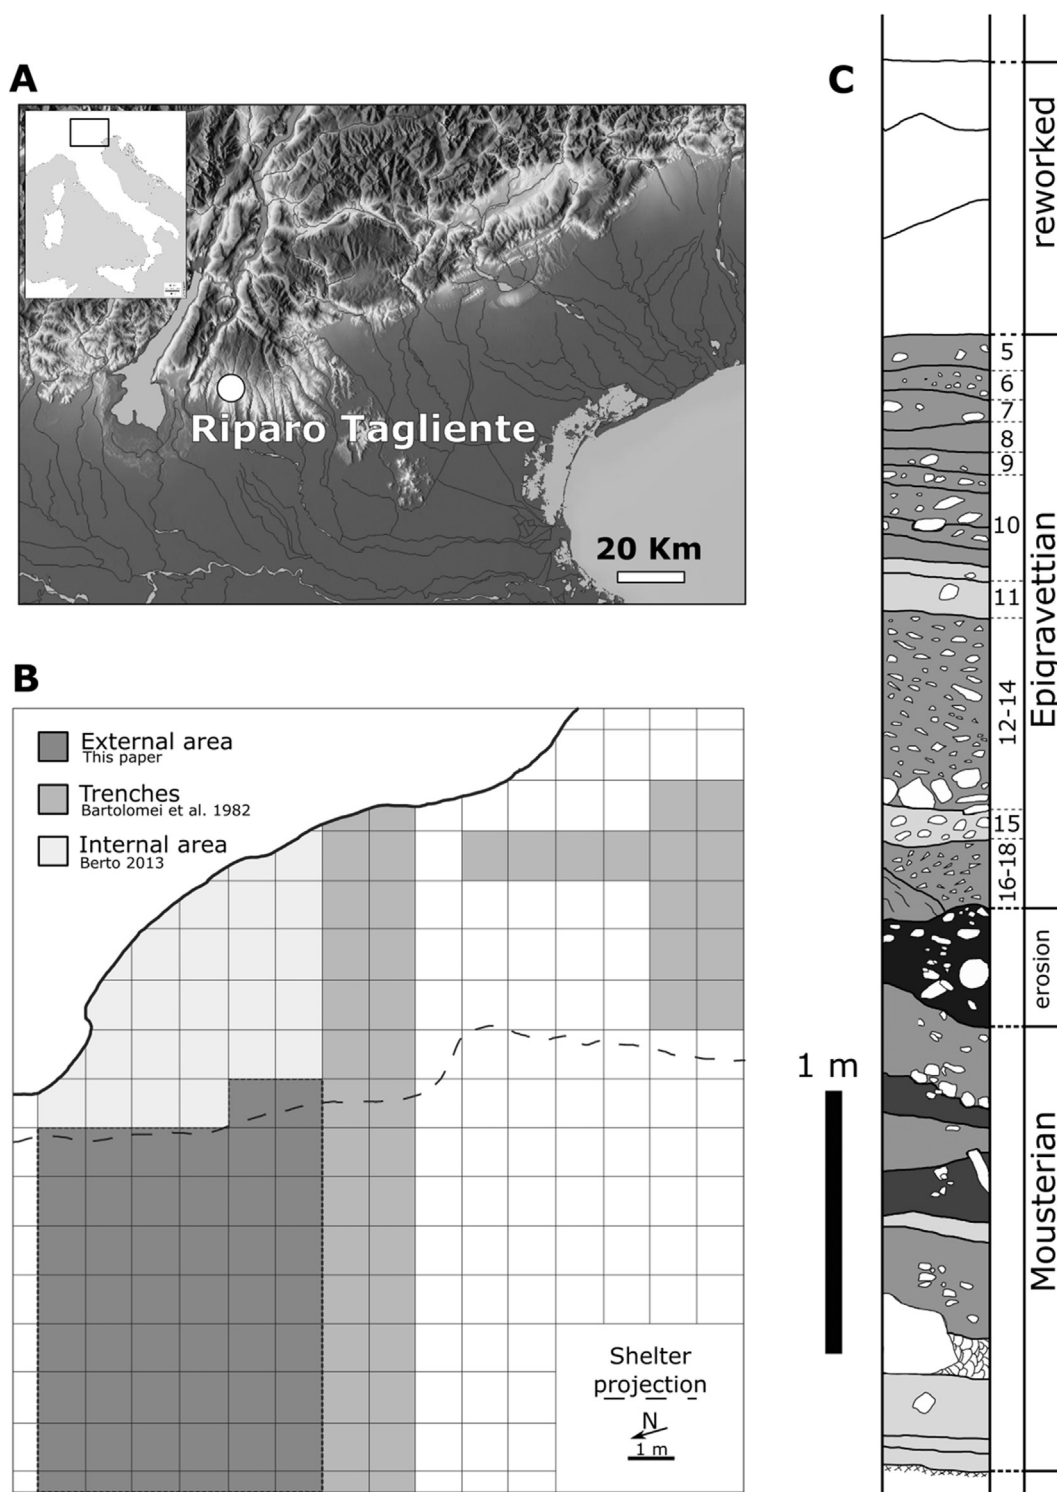 A
Riparo Tagliente
20 Km
B
External area
This paper
Trenches
Bartolomei et al. 1982
Internal area
Berto 2013
Shelter
projection
N
1 m
C
5
6
7
8
9
10
11
12-14
15
16-18
reworked
Epigravettian
erosion
Mousterian
1 m